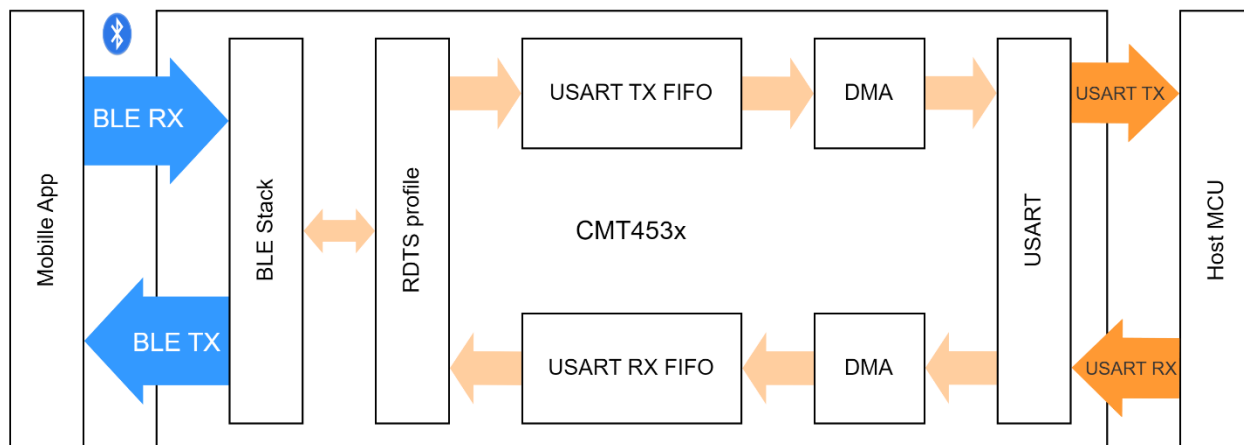 Mobille App
BLE RX
BLE TX
BLE Stack
RDTS profile
USART TX FIFO
DMA
CMT453x
USART RX FIFO
DMA
USART
USART TX
USART RX
Host MCU